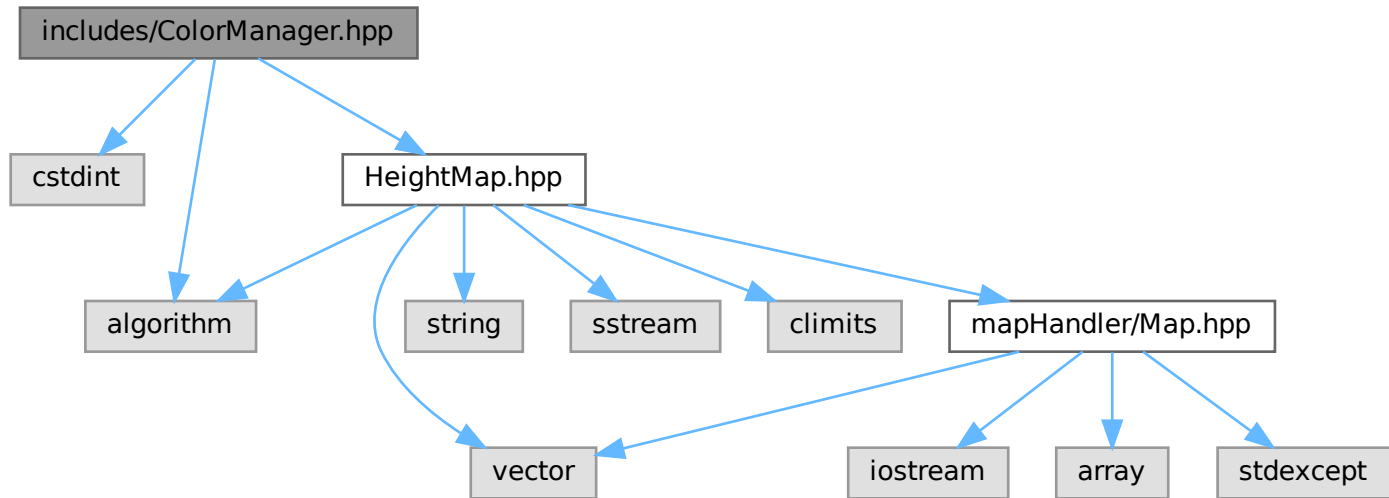 includes/ColorManager.hpp
cstdint
HeightMap.hpp
algorithm
string
sstream
climits
mapHandler/Map.hpp
vector
iostream
array
stdexcept